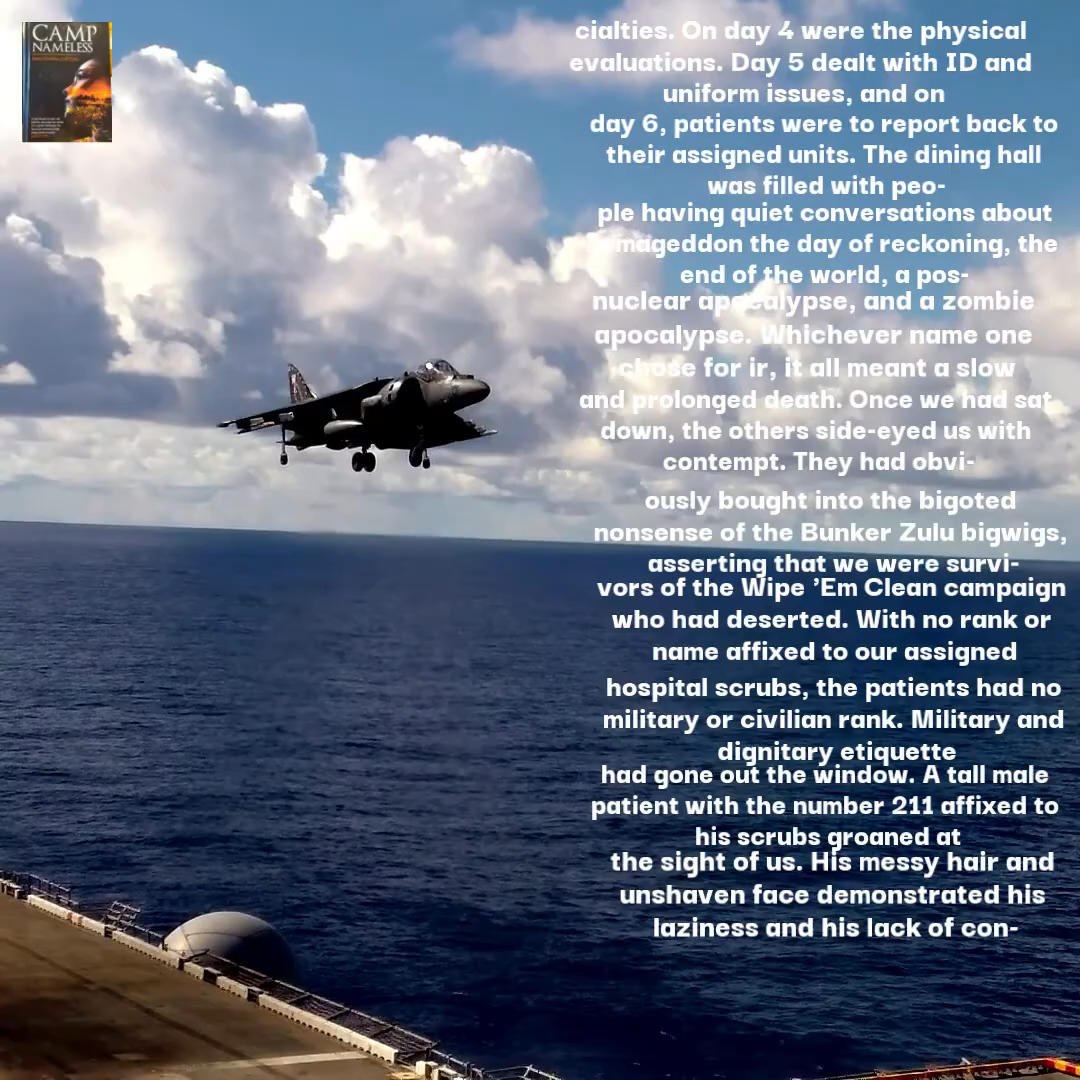 CAMP
NAMELESS
cialties. On day 4 were the physical
evaluations. Day 5 dealt with ID and
uniform issues, and on
day 6, patients were to report back to
their assigned units. The dining hall
was filled with peo-
ple having quiet conversations about
mageddon the day of reckoning, the
end of the world, a pos-
nuclear apocalypse, and a zombie
apocalypse. Whichever name one
chose for ir, it all meant a slow
and prolonged death. Once we had sat
down, the others side-eyed us with
contempt. They had obvi-
ously bought into the bigoted
nonsense of the Bunker Zulu bigwigs,
asserting that we were survi-
vors of the Wipe ’Em Clean campaign
who had deserted. With no rank or
name affixed to our assigned
hospital scrubs, the patients had no
military or civilian rank. Military and
dignitary etiquette
had gone out the window. A tall male
patient with the number 211 affixed to
his scrubs groaned at
the sight of us. His messy hair and
unshaven face demonstrated his
laziness and his lack of con-